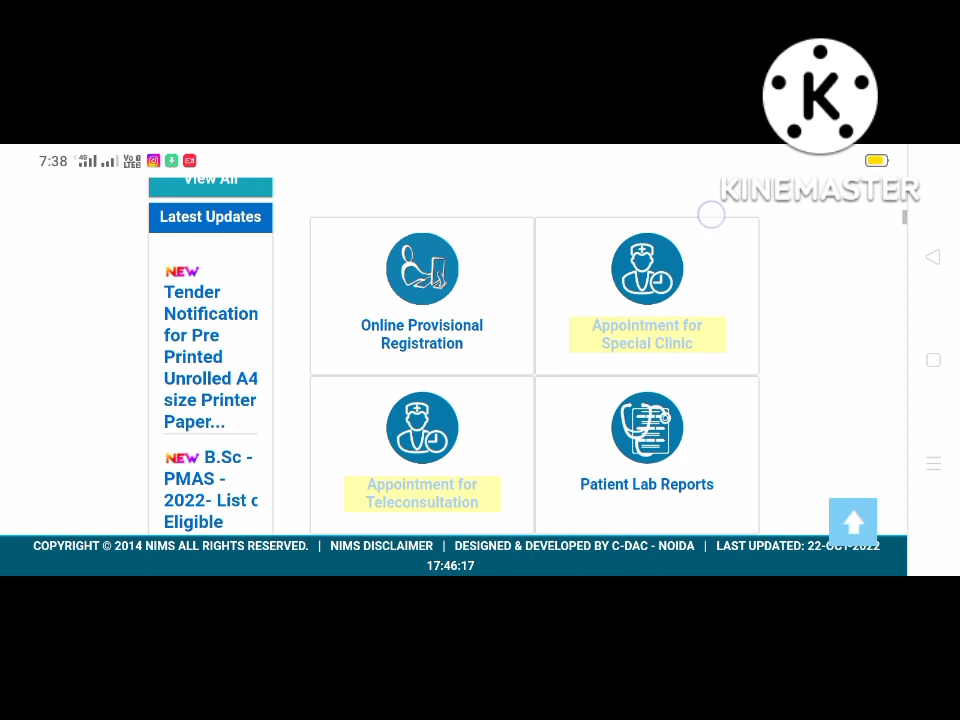 K
KINEMASTER
7:38
4G
Vo
LTE
View All
Latest Updates
NEW
Tender
Notification
for Pre
Printed
Unrolled A4
size Printer
Paper...
NEW B.Sc -
PMAS -
2022- List
Eligible
Online Provisional
Registration
Appointment for
Special Clinic
Appointment for
Teleconsultation
Patient Lab Reports
COPYRIGHT © 2014 NIMS ALL RIGHTS RESERVED. | NIMS DISCLAIMER | DESIGNED & DEVELOPED BY C-DAC - NOIDA | LAST UPDATED: 22-OCT-2022
17:46:17